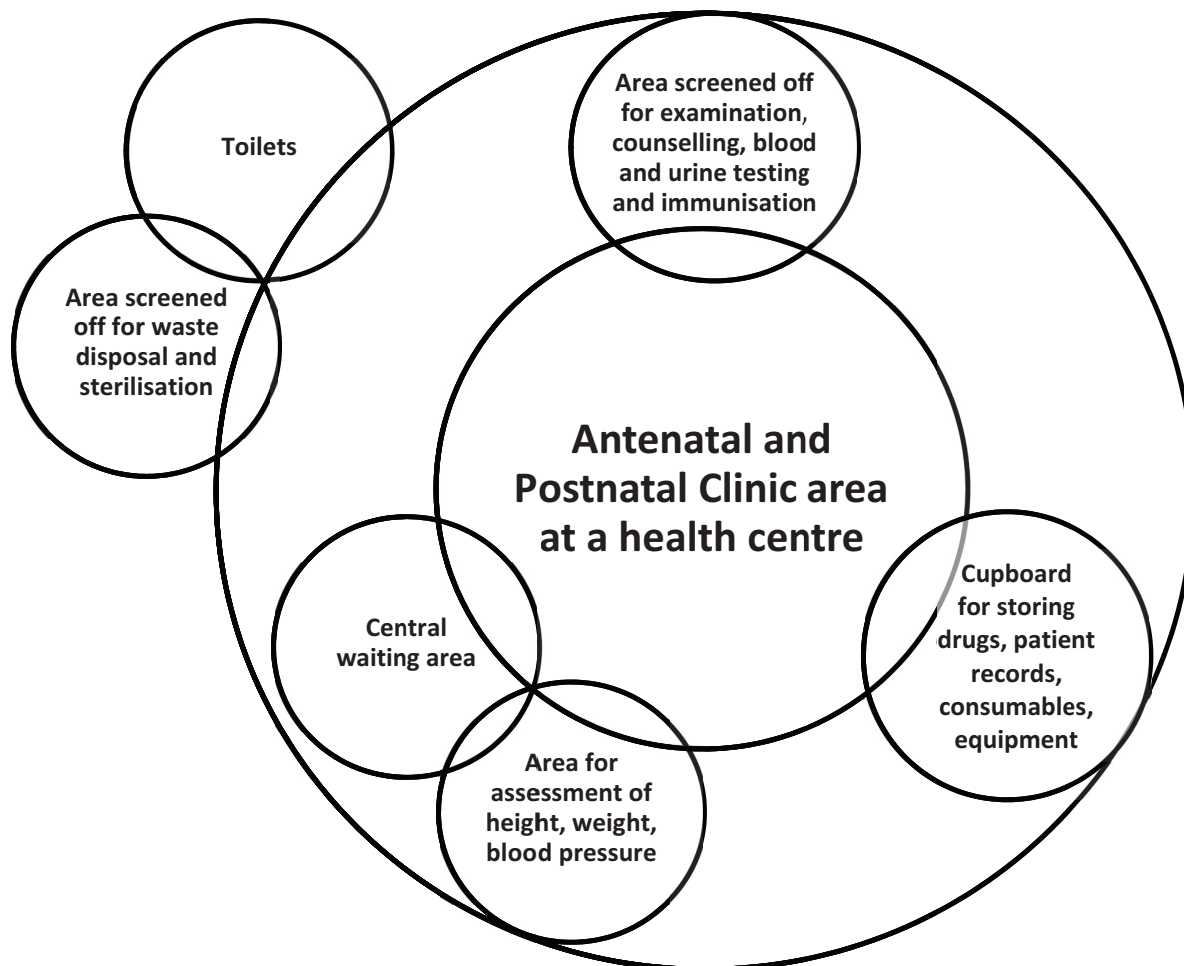 Toilets
Area screened off
for examination,
counselling, blood
and urine testing
and immunisation
Area screened
off for waste
disposal and
sterilisation
Antenatal and
Postnatal Clinic area
at a health centre
Central
waiting area
Cupboard
for storing
drugs, patient
records,
consumables,
equipment
Area for
assessment of
height, weight,
blood pressure